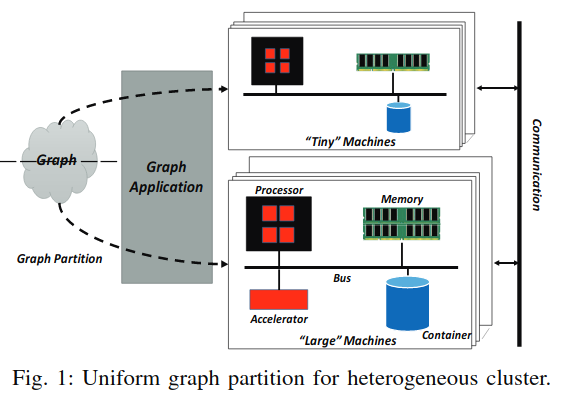 "Tiny" Machines
Graph
Graph
Application
Graph Partition
Processor
Memory
Bus
Accelerator
Container
"Large" Machines
Communication
Fig. 1: Uniform graph partition for heterogeneous cluster.